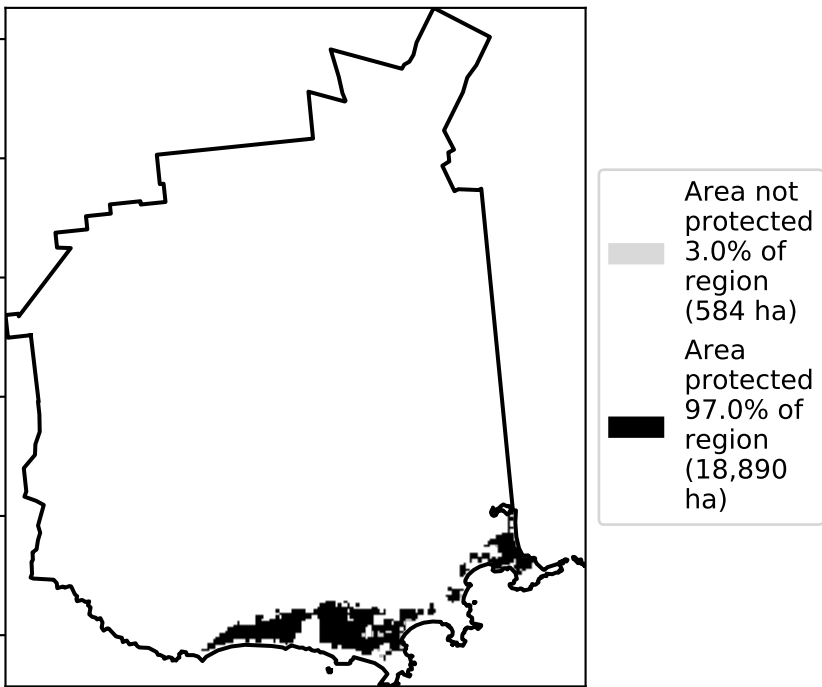 Area not
protected
3.0% of
region
(584 ha)
Area
protected
97.0% of
region
(18,890
ha)